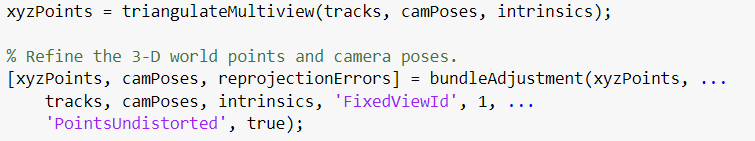 xyzPoints = triangulateMultiview(tracks, camPoses, intrinsics);
% Refine the 3-D world points and camera poses.
[xyzPoints, camPoses, reprojectionErrors] = bundleAdjustment(xyzPoints, ...
    tracks, camPoses, intrinsics, 'FixedViewId', 1, ...
    'PointsUndistorted', true);